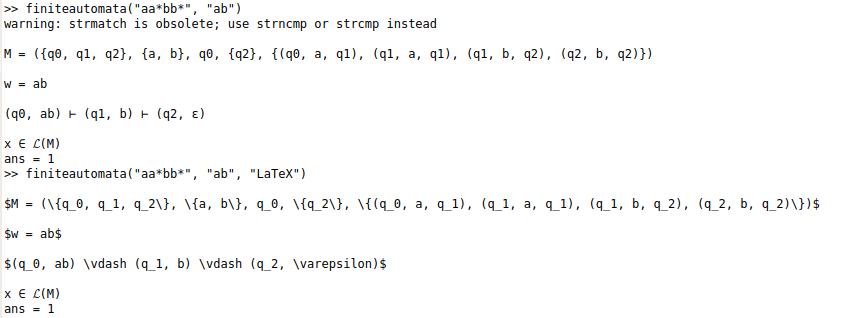 >> finiteautomata("aa*bb*", "ab")
warning: strmatch is obsolete; use strncmp or strcmp instead
M = ({q0, q1, q2}, {a, b}, q0, {q2}, {(q0, a, q1), (q1, a, q1), (q1, b, q2), (q2, b, q2)})
w = ab
(q0, ab) ⊢ (q1, b) ⊢ (q2, ε)
x ∈ ℒ(M)
ans = 1
>> finiteautomata("aa*bb*", "ab", "LaTeX")
$M = (\{q_0, q_1, q_2\}, \{a, b\}, q_0, \{q_2\}, \{(q_0, a, q_1), (q_1, a, q_1), (q_1, b, q_2), (q_2, b, q_2)\})$
$w = ab$
$(q_0, ab) \vdash (q_1, b) \vdash (q_2, \varepsilon)$
x ∈ ℒ(M)
ans = 1